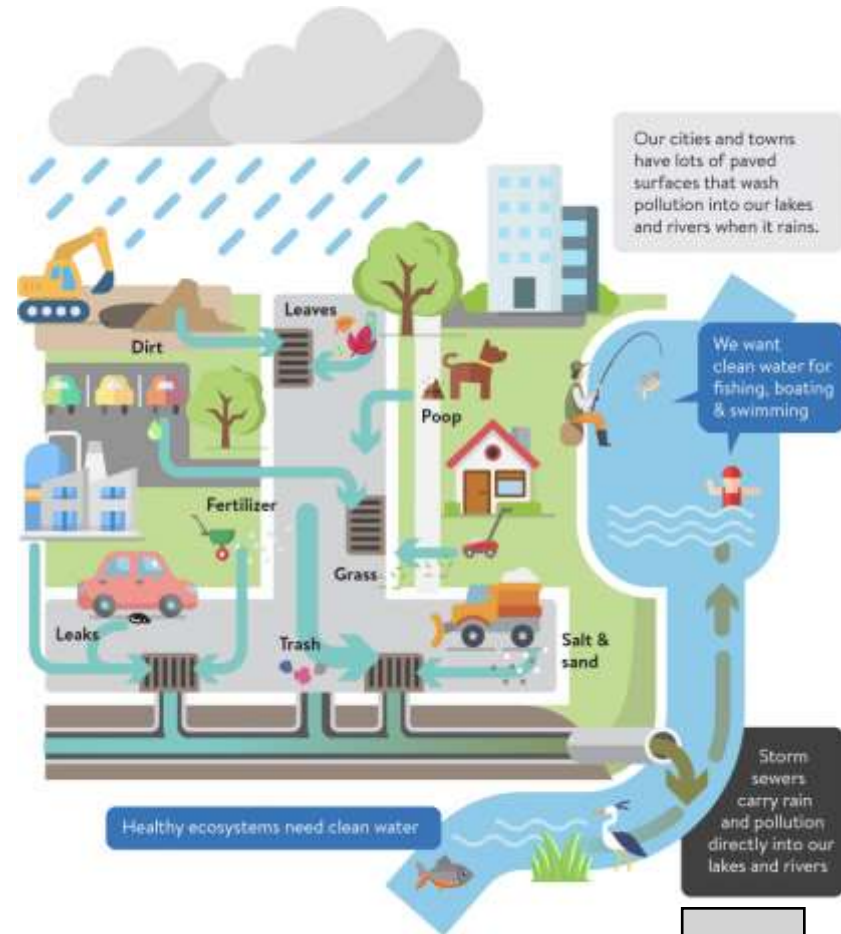 Our cities and towns
have lots of paved
surfaces that wash
pollution into our lakes
and rivers when it rains.
Leaves
Dirt
We want
clean water for
fishing, boating
& swimming
Poop
Fertilizer
Grass
Leaks
Trash
Salt &
sand
Storm
sewers
carry rain
and pollution
directly into our
lakes and rivers
Healthy ecosystems need clean water